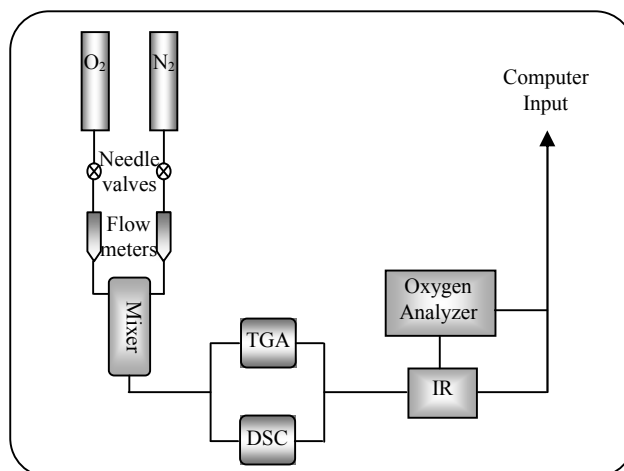 O₂
N₂
Needle
valves
Flow
meters
Mixer
TGA
DSC
Oxygen
Analyzer
IR
Computer
Input